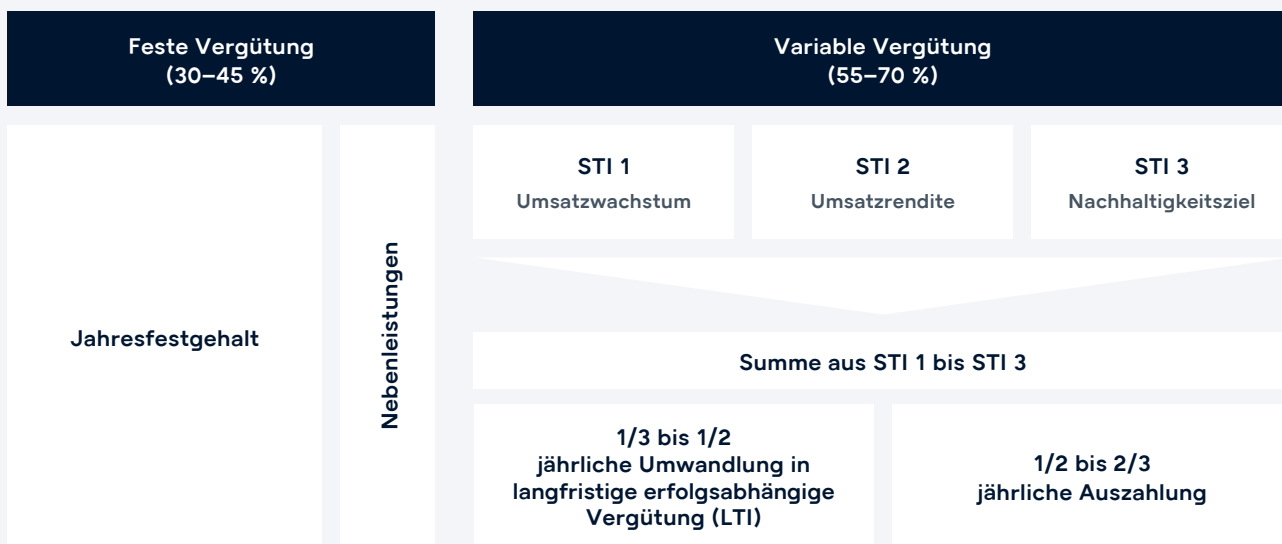 Feste Vergütung
(30–45 %)
Variable Vergütung
(55–70 %)
Jahresfestgehalt
Nebenleistungen
STI 1
Umsatzwachstum
STI 2
Umsatzrendite
STI 3
Nachhaltigkeitsziel
Summe aus STI 1 bis STI 3
1/3 bis 1/2
jährliche Umwandlung in
langfristige erfolgsabhängige
Vergütung (LTI)
1/2 bis 2/3
jährliche Auszahlung